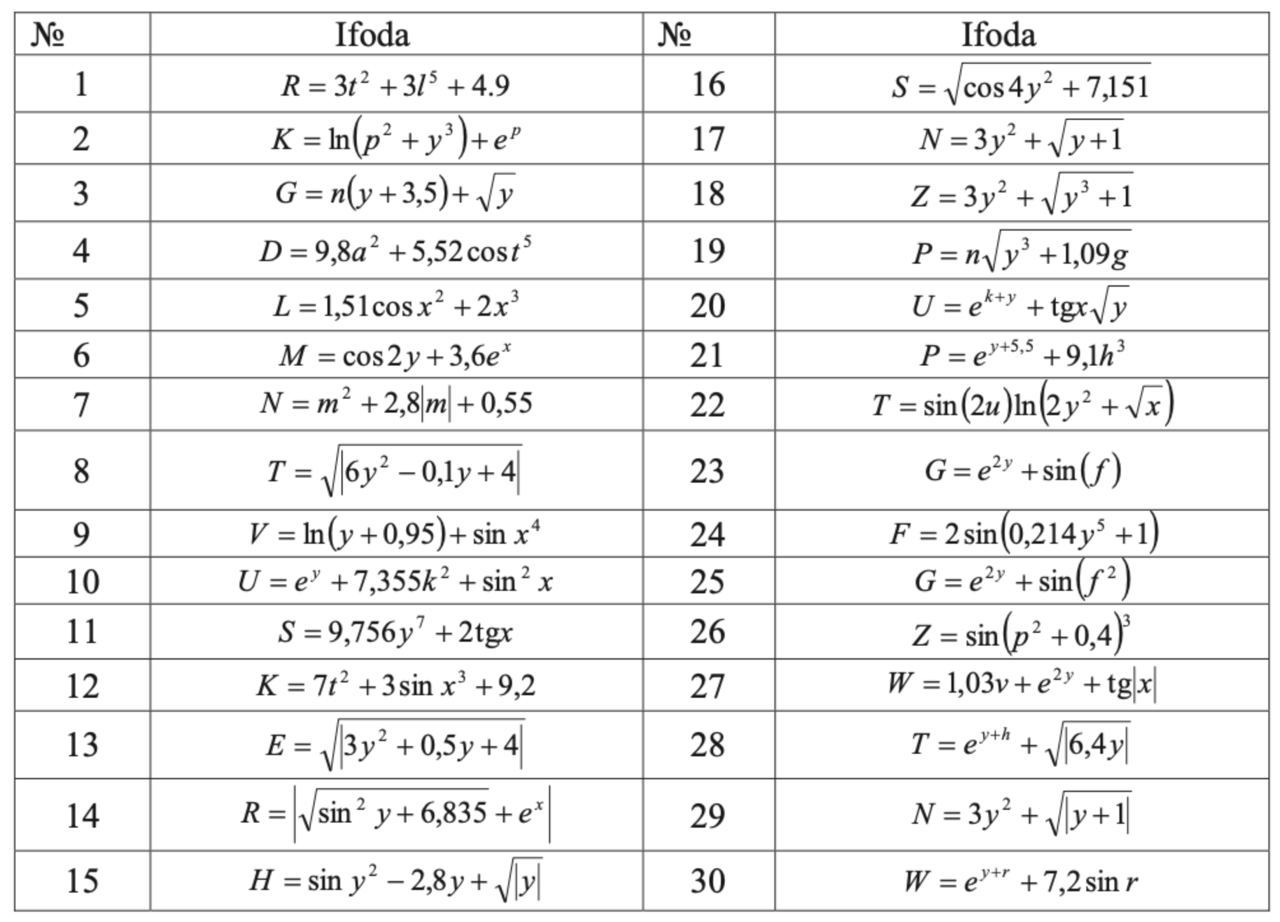 № Ifoda № Ifoda
1 R = 3t² + 3l⁵ + 4.9 16 S = √(cos 4y² + 7,151)
2 K = ln(p² + y³) + eᵖ 17 N = 3y² + √(y + 1)
3 G = n(y + 3,5) + √y 18 Z = 3y² + √(y³ + 1)
4 D = 9,8a² + 5,52 cos t⁵ 19 P = n√(y³ + 1,09g)
5 L = 1,51 cos x² + 2x³ 20 U = e^(k+y) + tgx√y
6 M = cos 2y + 3,6eˣ 21 P = e^(y+5,5) + 9,1h³
7 N = m² + 2,8|m| + 0,55 22 T = sin(2u)ln(2y² + √x)
8 T = √|6y² − 0,1y + 4| 23 G = e^(2y) + sin(f)
9 V = ln(y + 0,95) + sin x⁴ 24 F = 2 sin(0,214y⁵ + 1)
10 U = eʸ + 7,355k² + sin² x 25 G = e^(2y) + sin(f²)
11 S = 9,756y⁷ + 2tgx 26 Z = sin(p² + 0,4)³
12 K = 7t² + 3 sin x³ + 9,2 27 W = 1,03v + e^(2y) + tg|x|
13 E = √|3y² + 0,5y + 4| 28 T = e^(y+h) + √|6,4y|
14 R = |√(sin² y + 6,835) + eˣ| 29 N = 3y² + √|y + 1|
15 H = sin y² − 2,8y + √|y| 30 W = e^(y+r) + 7,2 sin r